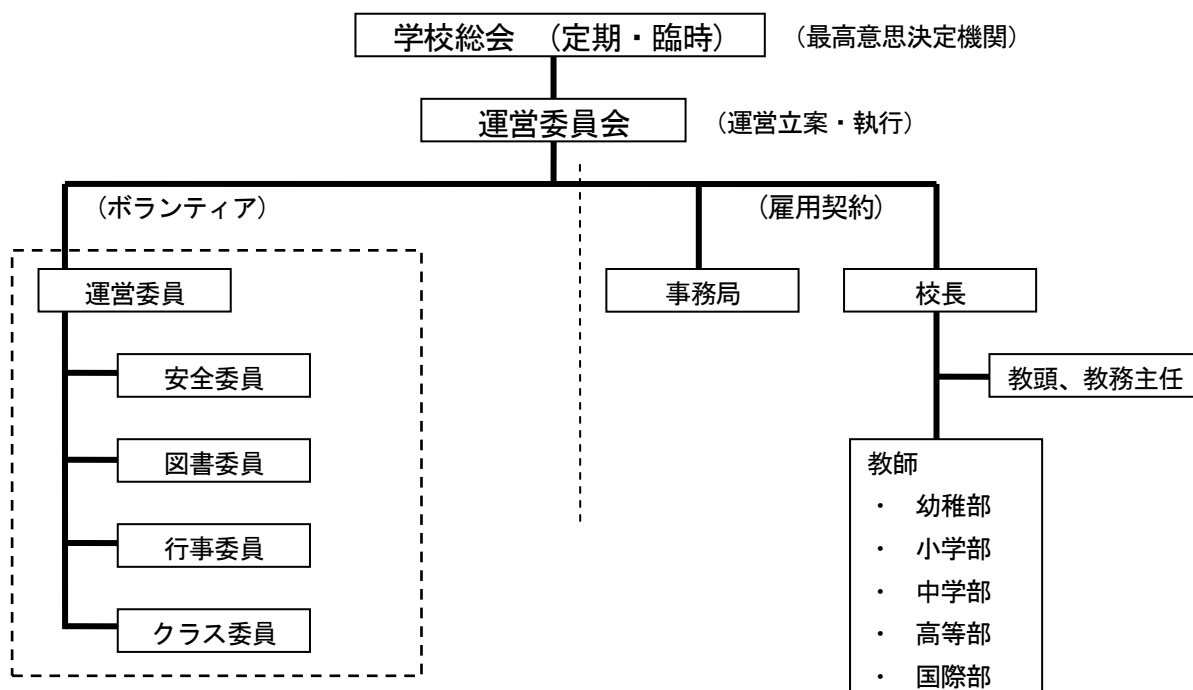 学校総会 （定期・臨時） （最高意思決定機関）
運営委員会 （運営立案・執行）
（ボランティア） （雇用契約）
運営委員 事務局 校長
安全委員 教頭、教務主任
図書委員 教師
・ 幼稚部
行事委員 ・ 小学部
・ 中学部
クラス委員 ・ 高等部
・ 国際部